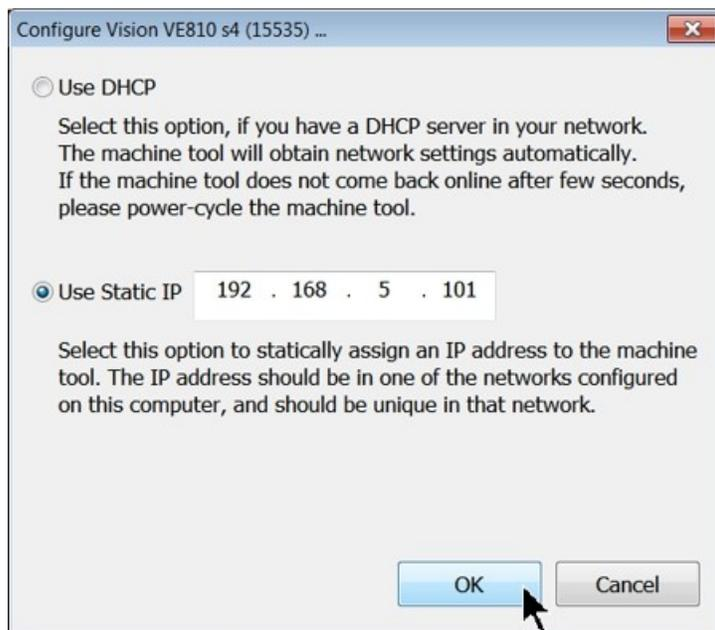 Configure Vision VE810 s4 (15535) ...
Use DHCP
Select this option, if you have a DHCP server in your network.
The machine tool will obtain network settings automatically.
If the machine tool does not come back online after few seconds,
please power-cycle the machine tool.
Use Static IP 192 . 168 . 5 . 101
Select this option to statically assign an IP address to the machine
tool. The IP address should be in one of the networks configured
on this computer, and should be unique in that network.
OK Cancel